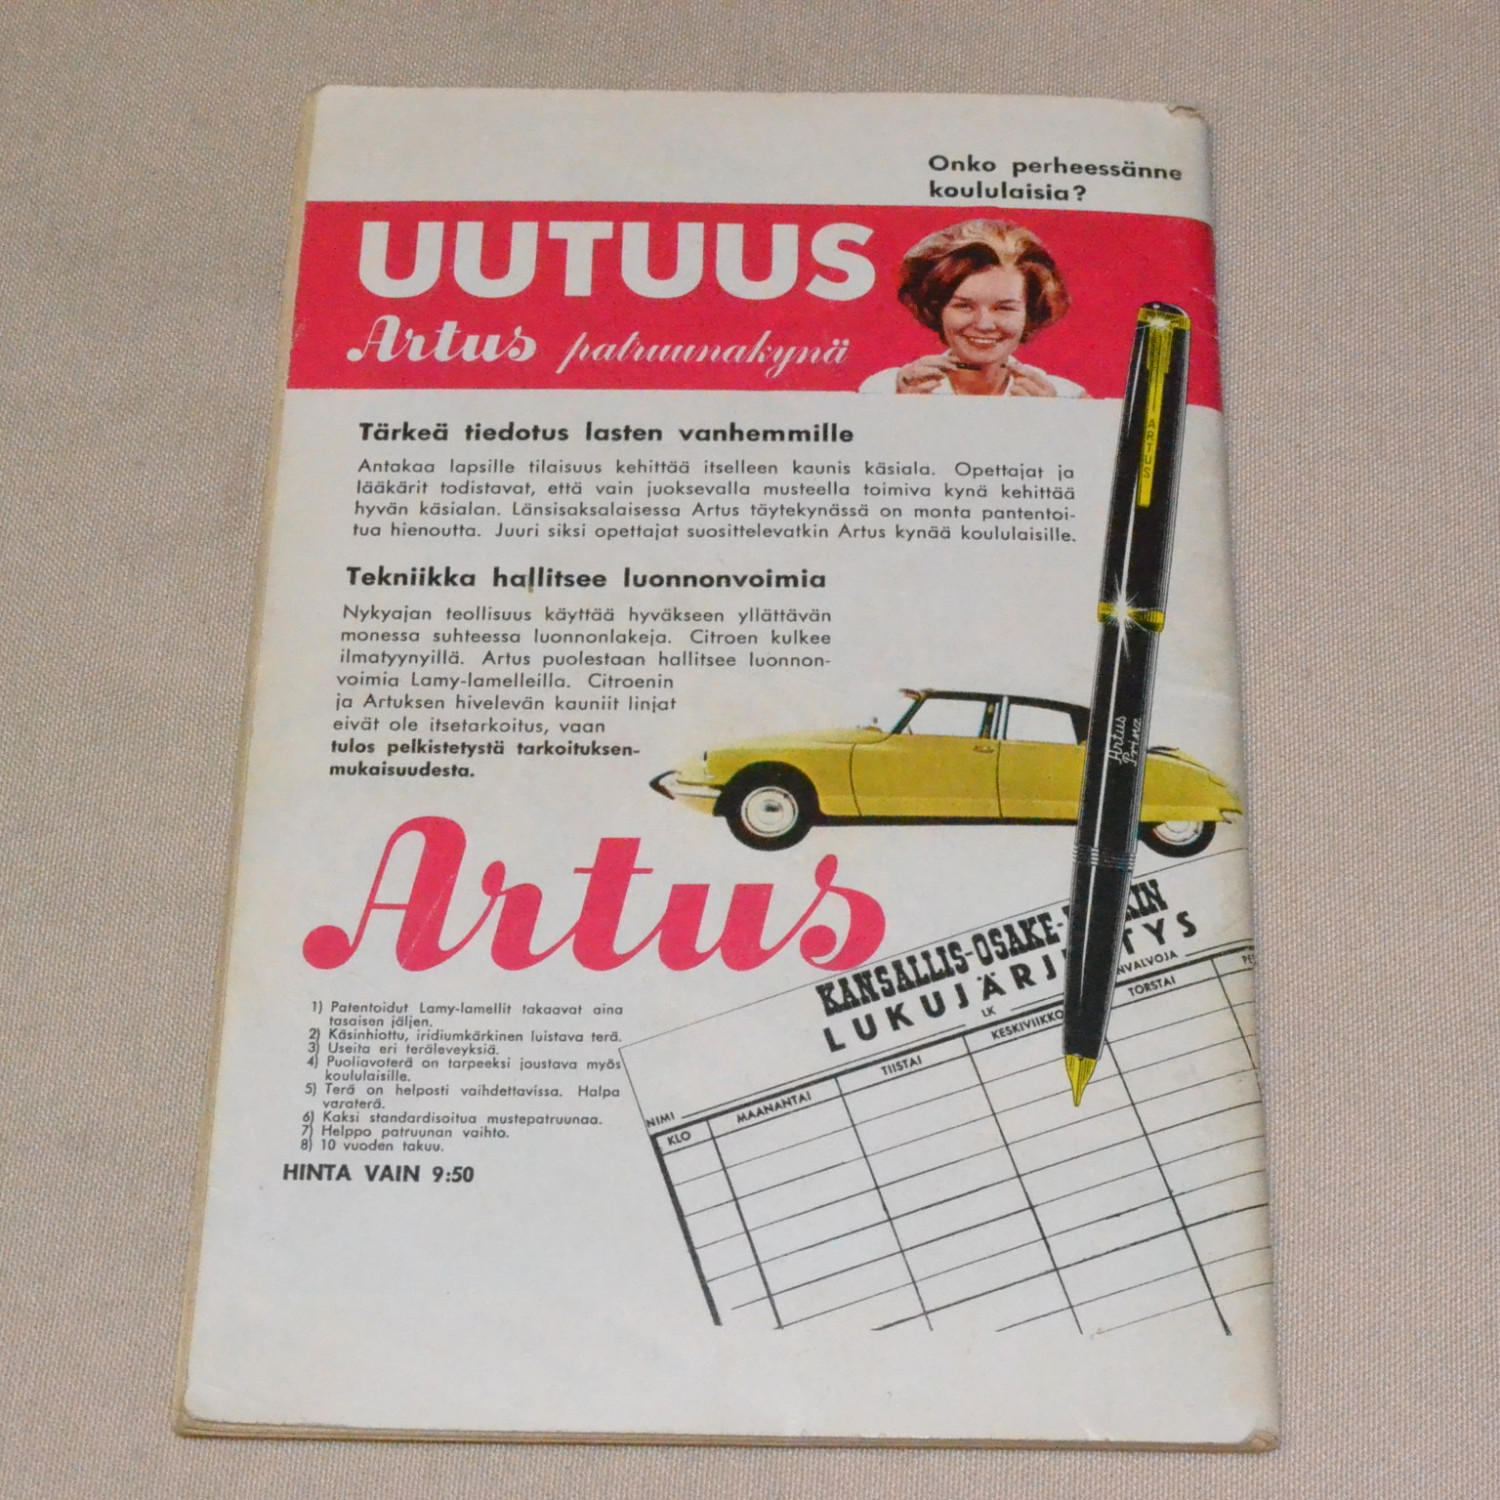 Onko perheessänne
koululaisia?
UUTUUS
Artus patruunakynä
Tärkeä tiedotus lasten vanhemmille
Antakaa lapsille tilaisuus kehittää itselleen kaunis käsiala. Opettajat ja
lääkärit todistavat, että vain juoksevalla musteella toimiva kynä kehittää
hyvän käsialan. Länsisaksalaisessa Artus täytekynässä on monta pantentoi-
tua hienoutta. Juuri siksi opettajat suosittelevatkin Artus kynää koululaisille.
ARTUS
Tekniikka hallitsee luonnonvoimia
Nykyajan teollisuus käyttää hyväkseen yllättävän
monessa suhteessa luonnonlakeja. Citroen kulkee
ilmatyynyillä. Artus puolestaan hallitsee luonnon-
voimia Lamy-lamelleilla. Citroenin
ja Artuksen hivelevän kauniit linjat
eivät ole itsetarkoitus, vaan
tulos pelkistetystä tarkoituksen-
mukaisuudesta.
Artus
Prinz
Artus
KANSALLIS-OSAKE-
LUKUJÄRJ TYS
LK NVALVOJA
NIMI
KLO MAANANTAI TIISTAI KESKIVIIKKO TORSTAI PE
1) Patentoidut Lamy-lamellit takaavat aina
tasaisen jäljen.
2) Käsinhiottu, iridiumkärkinen luistava terä.
3) Useita eri teräleveyksiä.
4) Puoliavoterä on tarpeeksi joustava myös
koululaisille.
5) Terä on helposti vaihdettavissa. Halpa
varaterä.
6) Kaksi standardisoitua mustepatruunaa.
7) Helppo patruunan vaihto.
8) 10 vuoden takuu.
HINTA VAIN 9:50